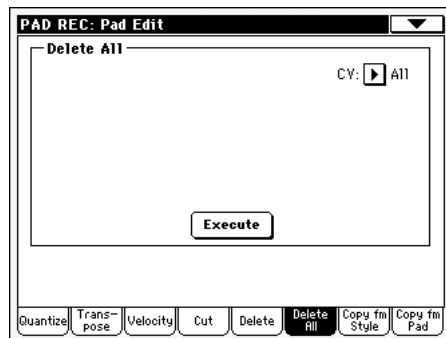 PAD REC: Pad Edit
Delete All
CV: All
Execute
Quantize Trans-pose Velocity Cut Delete Delete All Copy fm Style Copy fm Pad